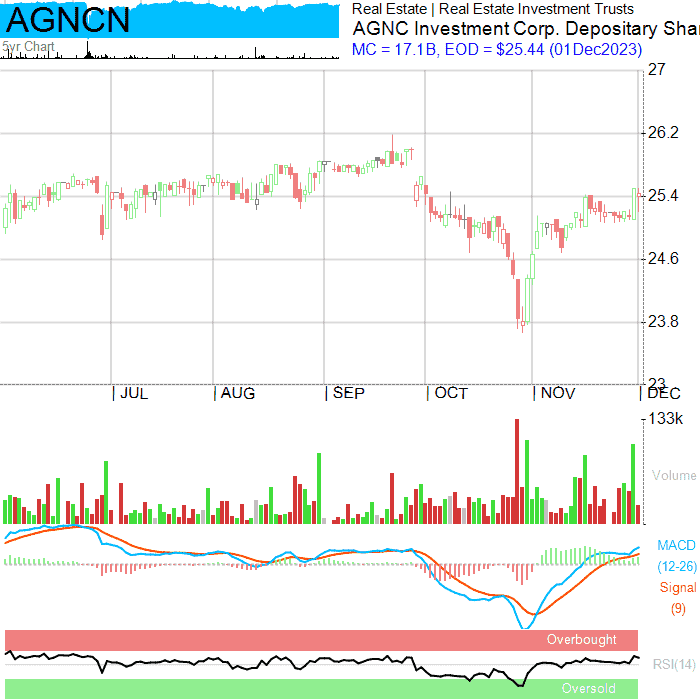 AGNCN
5yr Chart
Real Estate | Real Estate Investment Trusts
AGNC Investment Corp. Depositary Shar
MC = 17.1B, EOD = $25.44 (01Dec2023)
27
26.2
25.4
24.6
23.8
23
JUL AUG SEP OCT NOV DEC
133k
Volume
MACD
(12-26)
Signal
(9)
Overbought
RSI(14)
Oversold